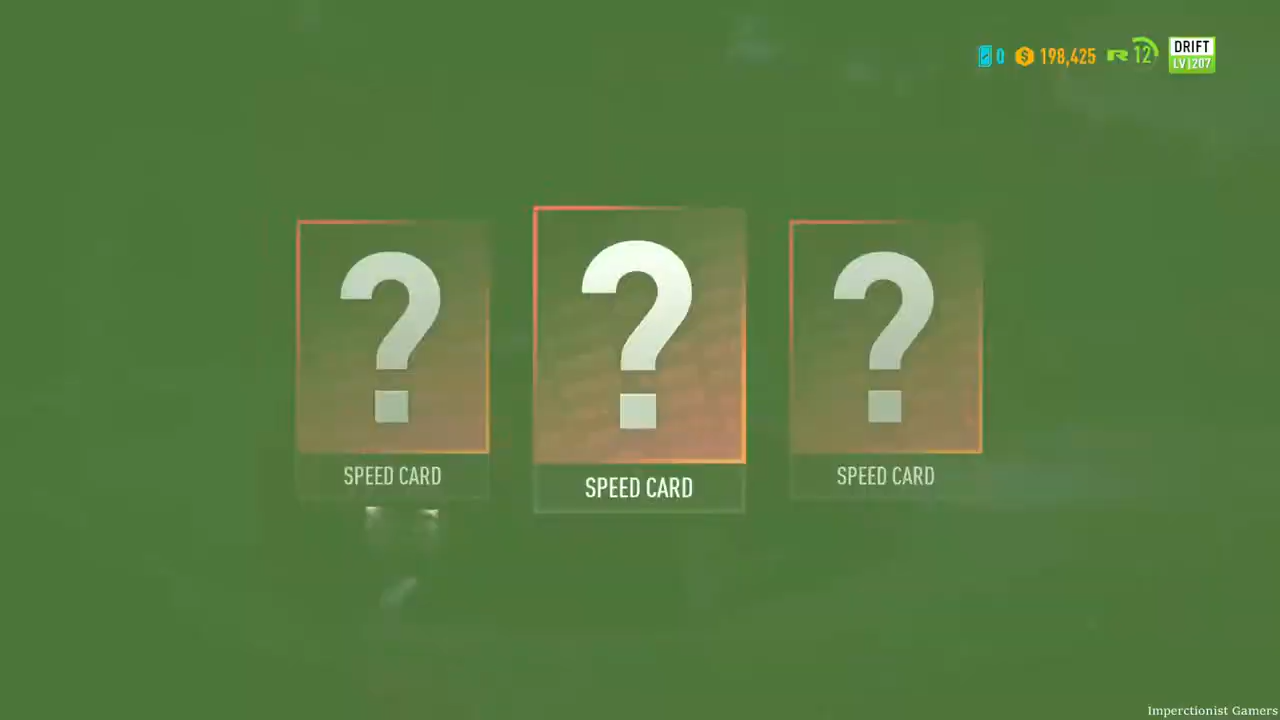 0 198,425 R 12 DRIFT
LV|207
? ? ?
SPEED CARD SPEED CARD SPEED CARD
Imperctionist Gamers